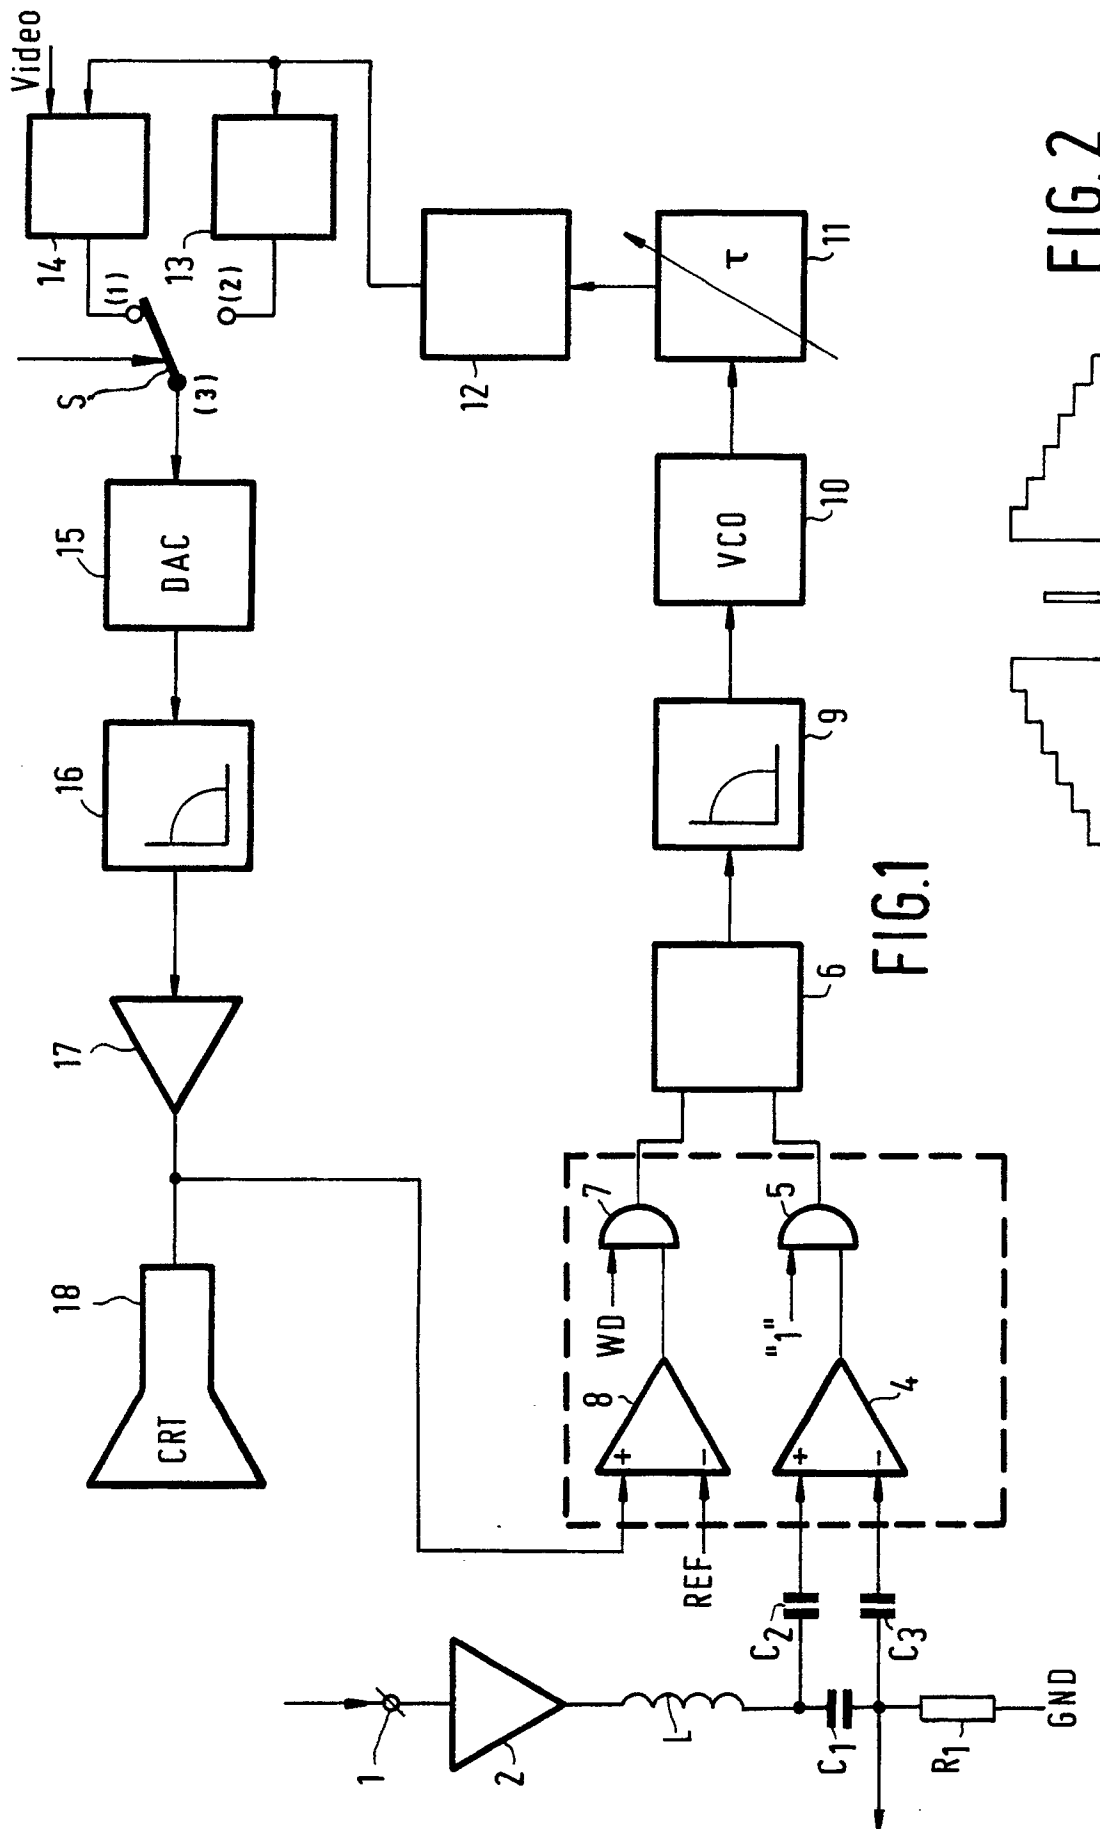 Video
14
(1)
13
(2)
S
(3)
15
DAC
16
17
18
CRT
12
τ
11
VCO
10
9
6
7
WD
5
"1"
8
+
-
4
+
-
REF
C2
C3
C1
L
R1
GND
1
2
FIG.1
FIG.2